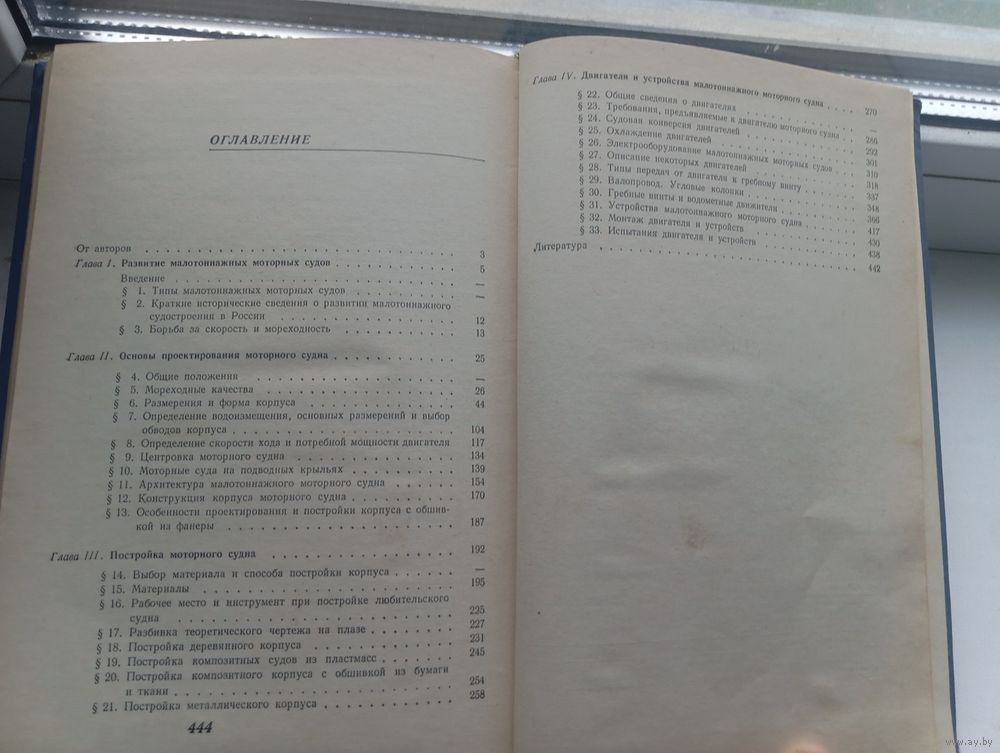 ОГЛАВЛЕНИЕ
От авторов . . . . . . . . . . 3
Глава I. Развитие малотоннажных моторных судов . . . . . . . . . . 5
Введение . . . . . . . . . . —
§ 1. Типы малотоннажных моторных судов . . . . . . . . . . —
§ 2. Краткие исторические сведения о развитии малотоннажного
судостроения в России . . . . . . . . . . 12
§ 3. Борьба за скорость и мореходность . . . . . . . . . . 13
Глава II. Основы проектирования моторного судна . . . . . . . . . . 25
§ 4. Общие положения . . . . . . . . . . —
§ 5. Мореходные качества . . . . . . . . . . 26
§ 6. Размерения и форма корпуса . . . . . . . . . . 44
§ 7. Определение водоизмещения, основных размерений и выбор
обводов корпуса . . . . . . . . . . 104
§ 8. Определение скорости хода и потребной мощности двигателя 117
§ 9. Центровка моторного судна . . . . . . . . . . 134
§ 10. Моторные суда на подводных крыльях . . . . . . . . . . 139
§ 11. Архитектура малотоннажного моторного судна . . . . . . . . . . 154
§ 12. Конструкция корпуса моторного судна . . . . . . . . . . 170
§ 13. Особенности проектирования и постройки корпуса с обшив-
кой из фанеры . . . . . . . . . . 187
Глава III. Постройка моторного судна . . . . . . . . . . 192
§ 14. Выбор материала и способа постройки корпуса . . . . . . . . . . —
§ 15. Материалы . . . . . . . . . . 195
§ 16. Рабочее место и инструмент при постройке любительского
судна . . . . . . . . . . 225
§ 17. Разбивка теоретического чертежа на плазе . . . . . . . . . . 227
§ 18. Постройка деревянного корпуса . . . . . . . . . . 231
§ 19. Постройка композитных судов из пластмасс . . . . . . . . . . 245
§ 20. Постройка композитного корпуса с обшивкой из бумаги
и ткани . . . . . . . . . . 254
§ 21. Постройка металлического корпуса . . . . . . . . . . 258
444
Глава IV. Двигатели и устройства малотоннажного моторного судна . . . . 270
§ 22. Общие сведения о двигателях . . . . . . . . . . —
§ 23. Требования, предъявляемые к двигателю моторного судна . . 286
§ 24. Судовая конверсия двигателей . . . . . . . . . . 292
§ 25. Охлаждение двигателей . . . . . . . . . . 301
§ 26. Электрооборудование малотоннажных моторных судов . . . . 310
§ 27. Описание некоторых двигателей . . . . . . . . . . 318
§ 28. Типы передач от двигателя к гребному винту . . . . . . . . . . 337
§ 29. Валопровод. Угловые колонки . . . . . . . . . . 348
§ 30. Гребные винты и водометные движители . . . . . . . . . . 366
§ 31. Устройства малотоннажного моторного судна . . . . . . . . . . 417
§ 32. Монтаж двигателя и устройств . . . . . . . . . . 430
§ 33. Испытания двигателя и устройств . . . . . . . . . . 438
Литература . . . . . . . . . . 442
www.ay.by